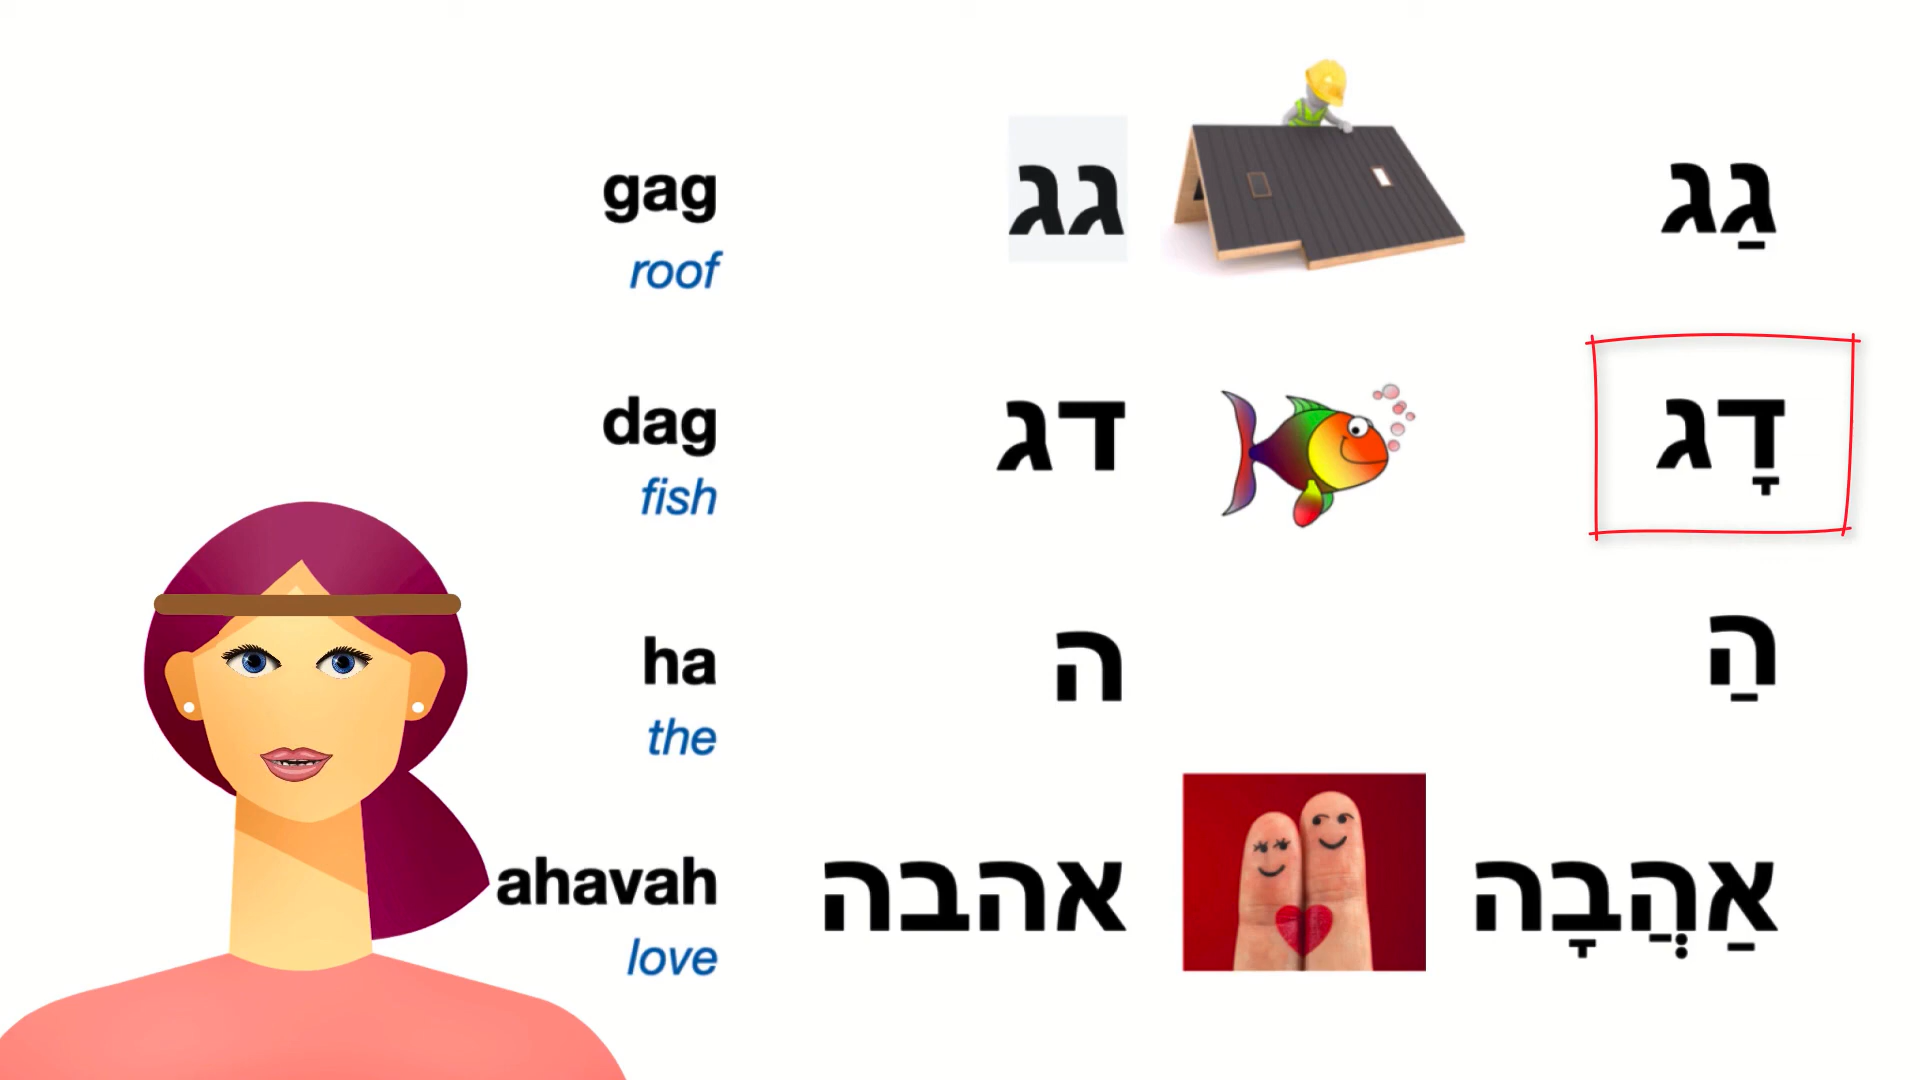 gag גג גַג
roof
dag דג דָג
fish
ha ה הַ
the
ahavah אהבה אַהֲבָה
love